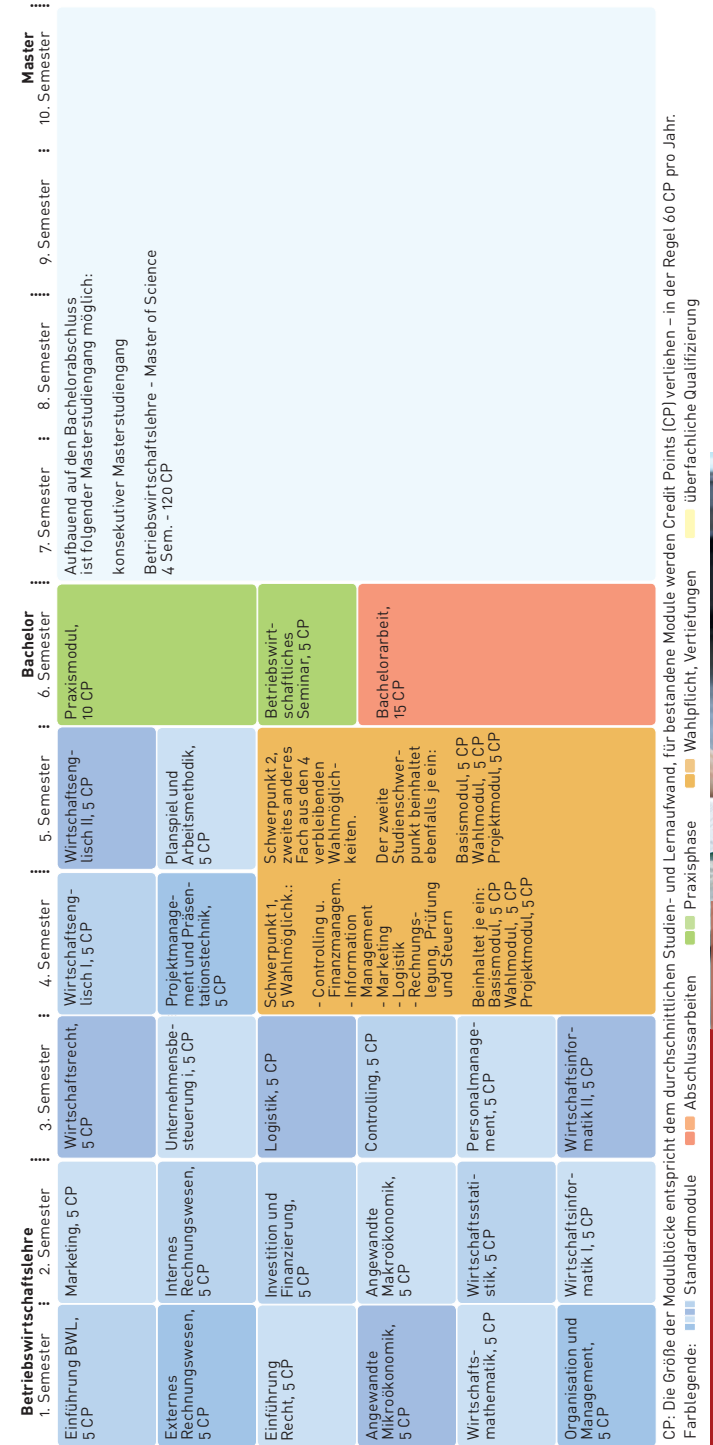 Betriebswirtschaftslehre
1. Semester
2. Semester
3. Semester
4. Semester
5. Semester
Bachelor
6. Semester
7. Semester
8. Semester
9. Semester
Master
10. Semester
Einführung BWL,
5 CP
Externes
Rechnungswesen,
5 CP
Einführung
Recht, 5 CP
Angewandte
Mikroökonomik,
5 CP
Wirtschafts-
mathematik, 5 CP
Organisation und
Management,
5 CP
Marketing, 5 CP
Internes
Rechnungswesen,
5 CP
Investition und
Finanzierung,
5 CP
Angewandte
Makroökonomik,
5 CP
Wirtschaftsstati-
stik, 5 CP
Wirtschaftsinfor-
matik I, 5 CP
Wirtschaftsrecht,
5 CP
Unternehmensbe-
steuerung i, 5 CP
Logistik, 5 CP
Controlling, 5 CP
Personalmanage-
ment, 5 CP
Wirtschaftsinfor-
matik II, 5 CP
Wirtschaftseng-
lisch I, 5 CP
Projektmanage-
ment und Präsen-
tationstechnik,
5 CP
Schwerpunkt 1,
5 Wahlmöglichk.:
- Controlling u.
Finanzmanagem.
- Information
Management
- Marketing
- Logistik
- Rechnungs-
legung, Prüfung
und Steuern
Beinhaltet je ein:
Basismodul, 5 CP
Wahlmodul, 5 CP
Projektmodul, 5 CP
Wirtschaftseng-
lisch II, 5 CP
Planspiel und
Arbeitsmethodik,
5 CP
Schwerpunkt 2,
zweites anderes
Fach aus den 4
verbleibenden
Wahlmöglich-
keiten.
Der zweite
Studienschwer-
punkt beinhaltet
ebenfalls je ein:
Basismodul, 5 CP
Wahlmodul, 5 CP
Projektmodul, 5 CP
Praxismodul,
10 CP
Betriebswirt-
schaftliches
Seminar, 5 CP
Bachelorarbeit,
15 CP
Aufbauend auf den Bachelorabschluss
ist folgender Masterstudiengang möglich:
konsekutiver Masterstudiengang
Betriebswirtschaftslehre - Master of Science
4 Sem. - 120 CP
CP: Die Größe der Modulblöcke entspricht dem durchschnittlichen Studien- und Lernaufwand, für bestandene Module werden Credit Points (CP) verliehen – in der Regel 60 CP pro Jahr.
Farblegende: Standardmodule Abschlussarbeiten Praxisphase Wahlpflicht, Vertiefungen überfachliche Qualifizierung